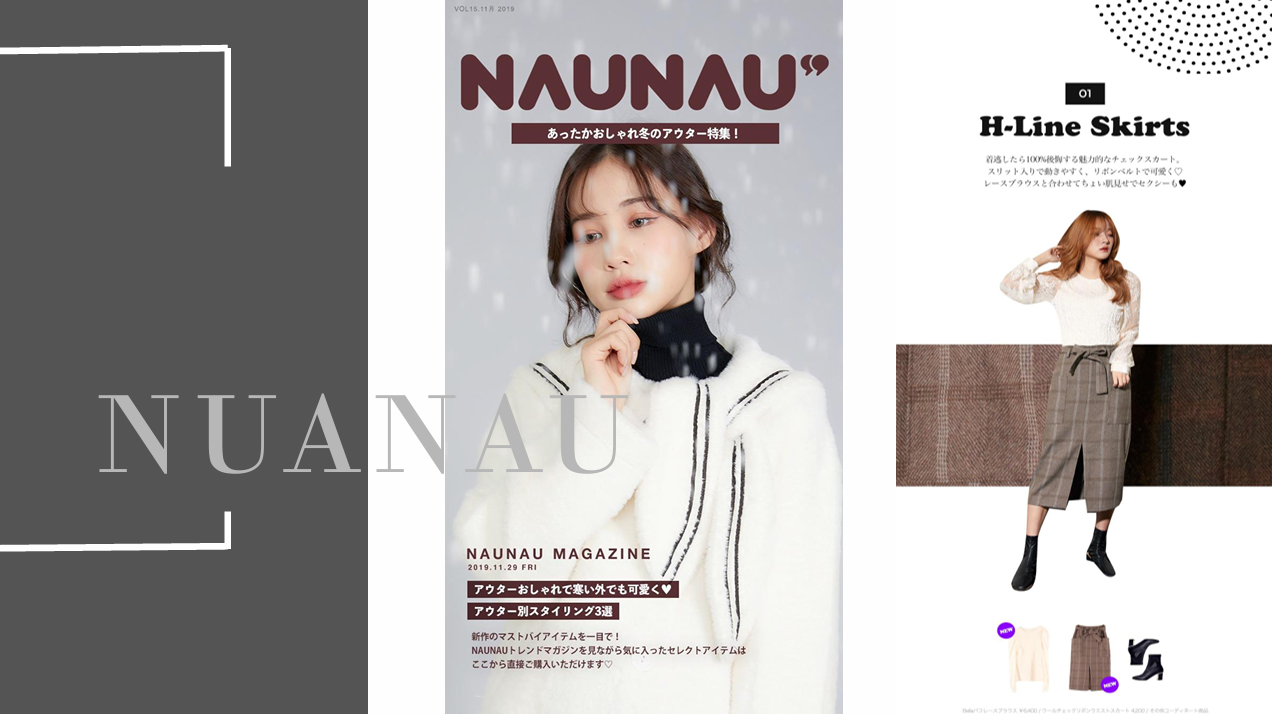 NUANAU
VOL15.11月 2019
NAUNAU
あったかおしゃれ冬のアウター特集！
NAUNAU MAGAZINE
2019.11.29 FRI
アウターおしゃれで寒い外でも可愛く♥
アウター別スタイリング3選
新作のマストバイアイテムを一目で！
NAUNAUトレンドマガジンを見ながら気に入ったセレクトアイテムは
ここから直接ご購入いただけます♡
01
H-Line Skirts
着逃したら100%後悔する魅力的なチェックスカート。
スリット入りで動きやすく、リボンベルトで可愛く♡
レースブラウスと合わせてちょい肌見せでセクシーも♥
NEW
NEW